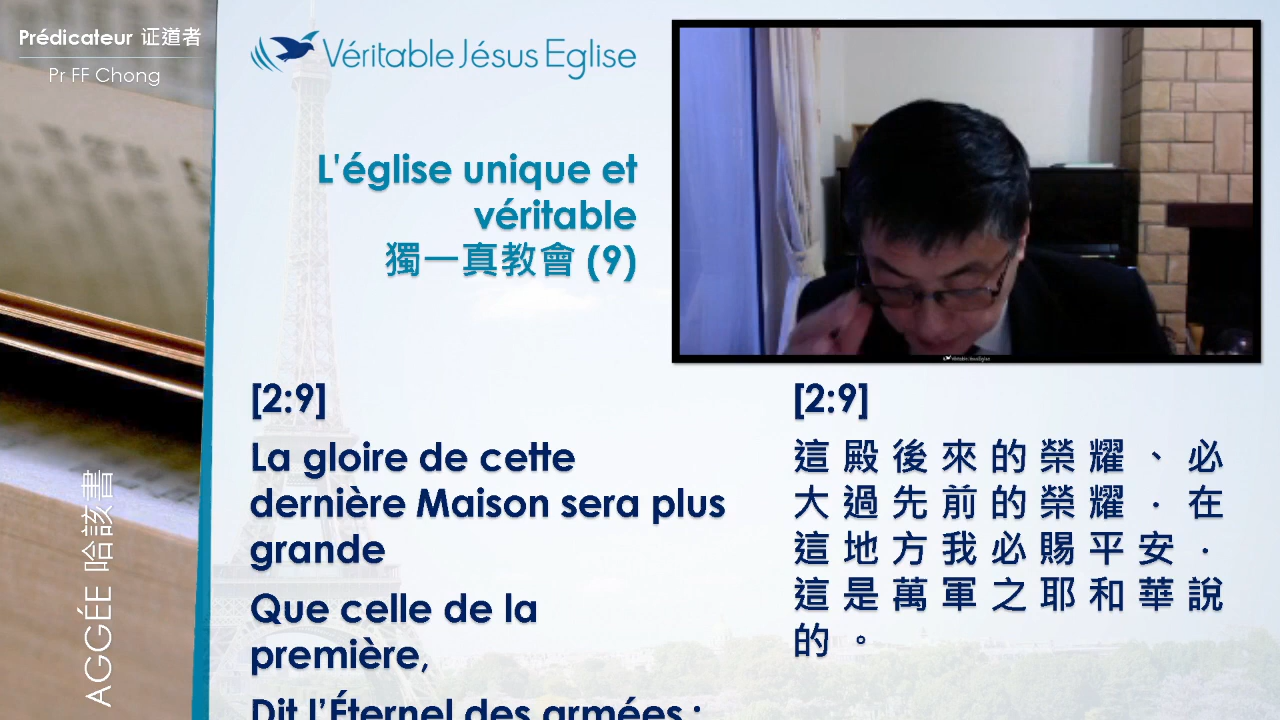 Prédicateur 证道者
Pr FF Chong
Véritable Jésus Eglise
L'église unique et
véritable
獨一真教會 (9)
[2:9]
La gloire de cette
dernière Maison sera plus
grande
Que celle de la
première,
Dit l’Éternel des armées ;
[2:9]
這殿後來的榮耀、必
大過先前的榮耀．在
這地方我必賜平安．
這是萬軍之耶和華說
的。
AGGÉE 哈該書